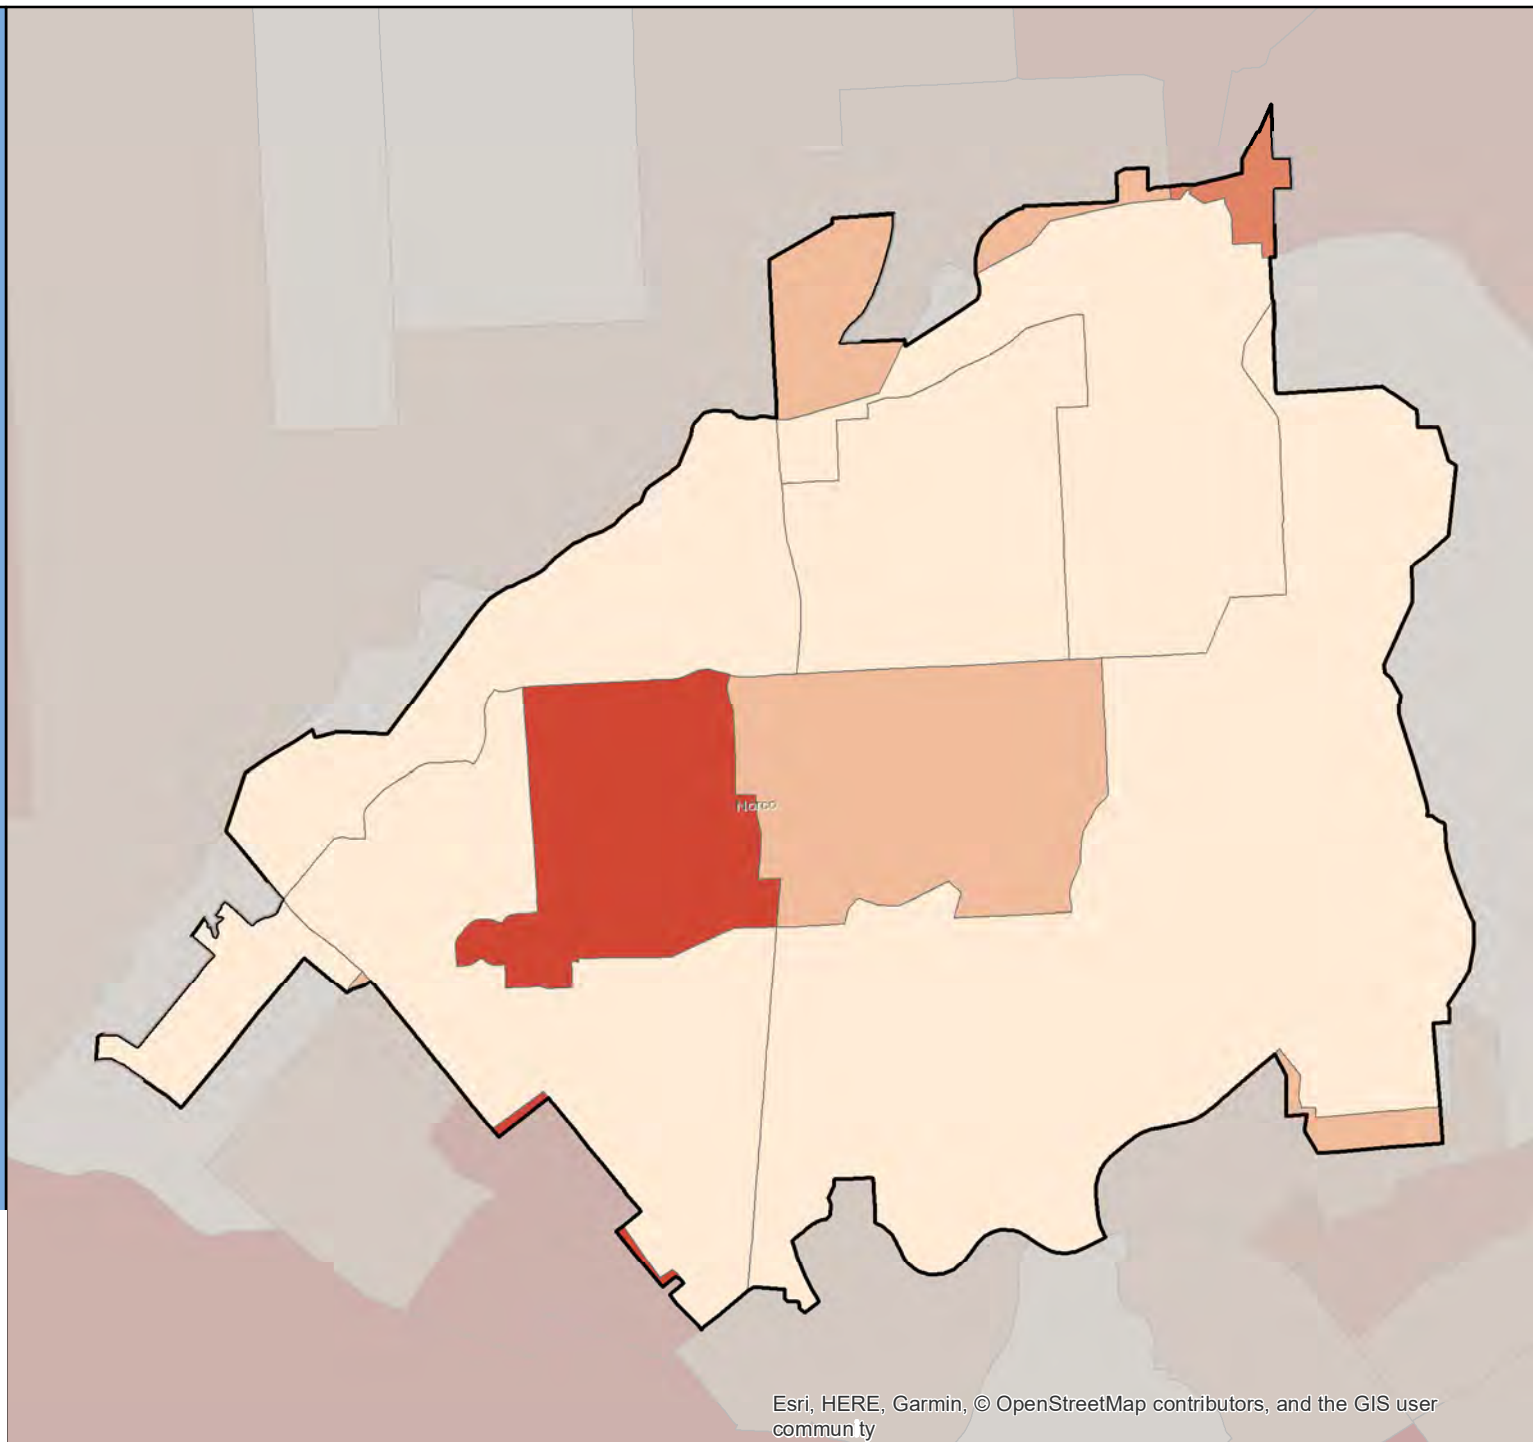 Norco
Esri, HERE, Garmin, © OpenStreetMap contributors, and the GIS user
commun ty